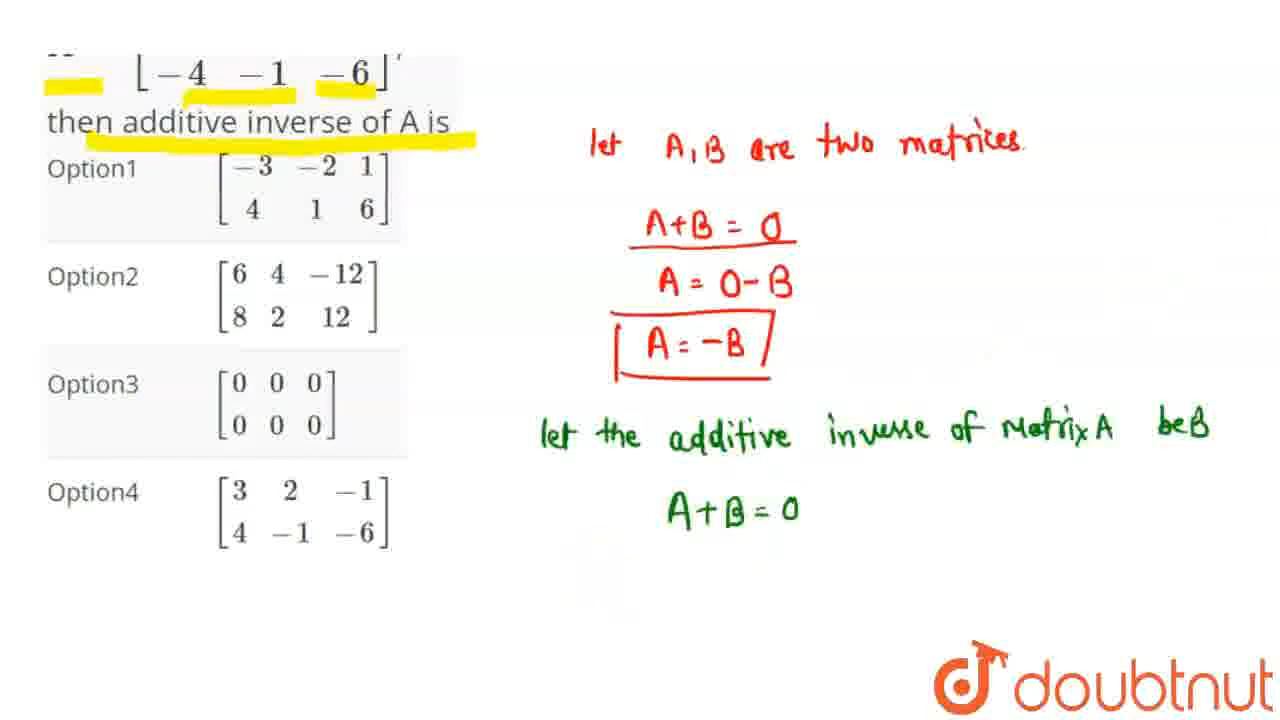 [-4 -1 -6],
then additive inverse of A is
Option1 [-3 -2 1
4 1 6]
Option2 [6 4 -12
8 2 12]
Option3 [0 0 0
0 0 0]
Option4 [3 2 -1
4 -1 -6]
let A, B are two matrices.
A+B = 0
A = 0-B
A = -B
let the additive inverse of matrix A be B
A+B = 0
doubtnut